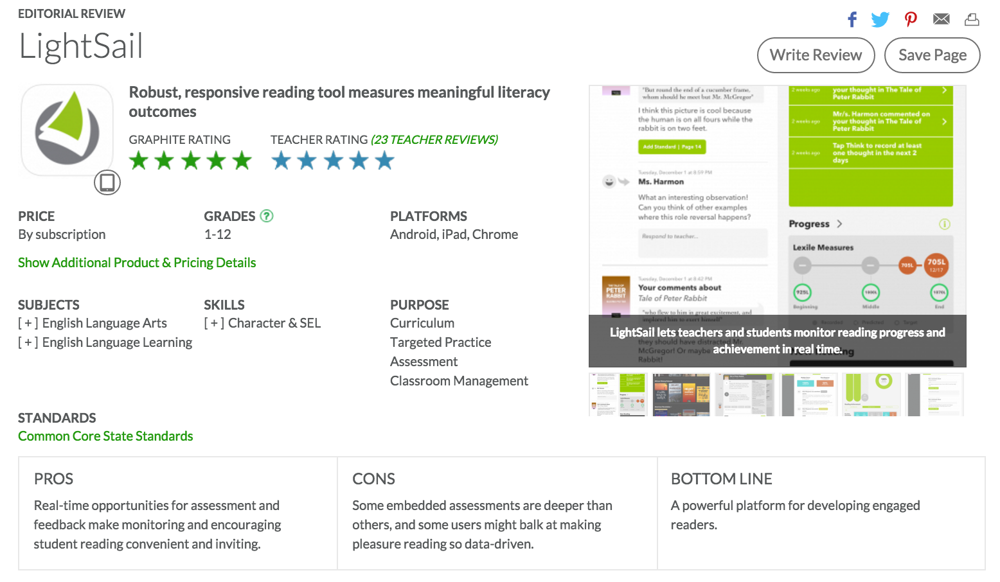 EDITORIAL REVIEW
LightSail
Write Review
Save Page
Robust, responsive reading tool measures meaningful literacy
outcomes
GRAPHITE RATING
TEACHER RATING (23 TEACHER REVIEWS)
PRICE
By subscription
GRADES ?
1-12
PLATFORMS
Android, iPad, Chrome
Show Additional Product & Pricing Details
SUBJECTS
[ + ] English Language Arts
[ + ] English Language Learning
SKILLS
[ + ] Character & SEL
PURPOSE
Curriculum
Targeted Practice
Assessment
Classroom Management
STANDARDS
Common Core State Standards
"But round the end of a cucumber frame,
whom should he meet but Mr. McGregor"
I think this picture is cool because
the human is on all fours while the
rabbit is on two feet.
Add Standard | Page 14
Tuesday, December 1 at 8:59 PM
Ms. Harmon
What an interesting observation!
Can you think of other examples
where this role reversal happens?
Respond to teacher...
Tuesday, December 1 at 8:42 PM
Your comments about
Tale of Peter Rabbit
THE TALE OF
PETER
RABBIT
"who flew to him in great excitement, and
implored him to exert himself"
they should have distracted Mr.
McGregor! Or maybe
Rabbit!
2 weeks ago
your thought in The Tale of
Peter Rabbit
2 weeks ago
Mr/s. Harmon commented on
your thought in The Tale of
Peter Rabbit
2 weeks ago
Tap Think to record at least
one thought in the next 2
days
Progress
Lexile Measures
705L
705L
12/17
925L
1000L
1070L
Beginning
Middle
End
Recorded
Predicted
Target
LightSail lets teachers and students monitor reading progress and
achievement in real time.
PROS
Real-time opportunities for assessment and
feedback make monitoring and encouraging
student reading convenient and inviting.
CONS
Some embedded assessments are deeper than
others, and some users might balk at making
pleasure reading so data-driven.
BOTTOM LINE
A powerful platform for developing engaged
readers.